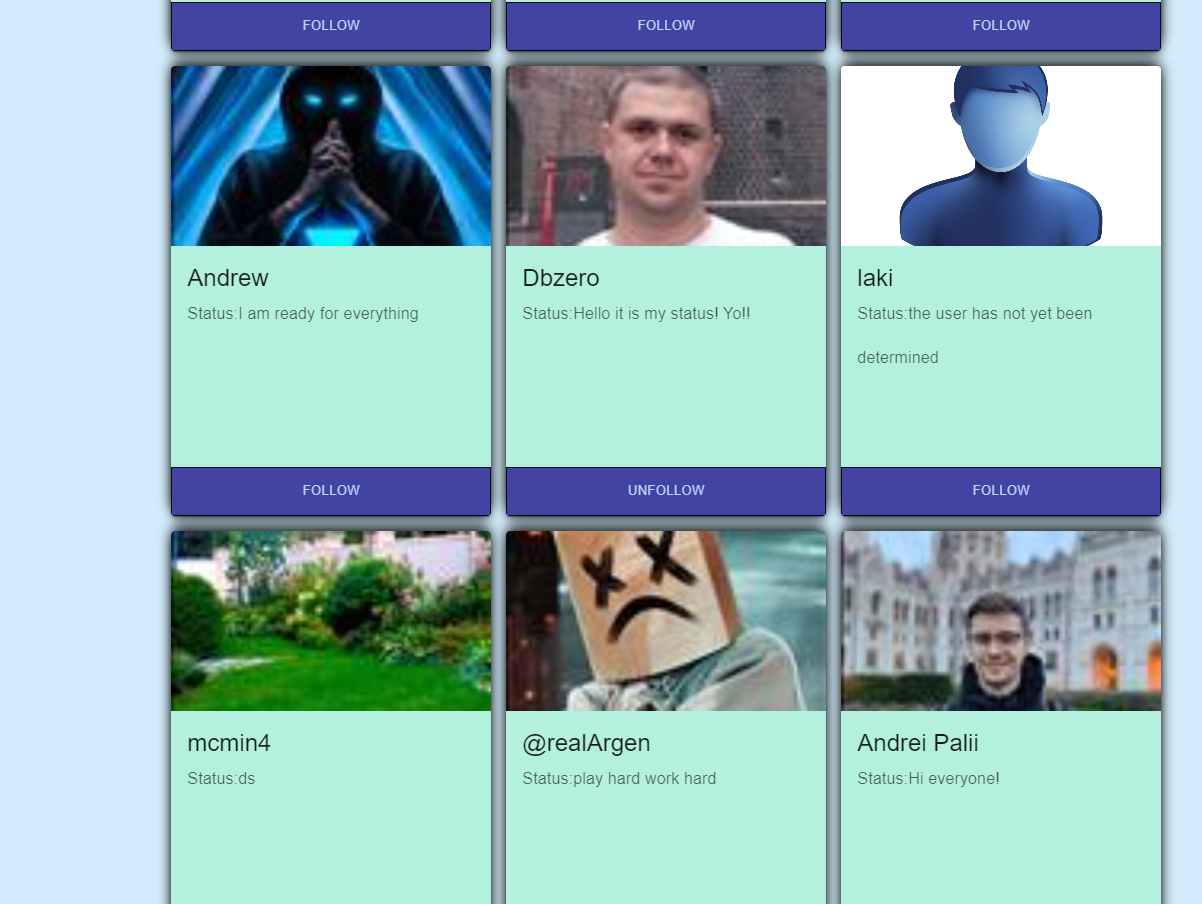 FOLLOW
FOLLOW
FOLLOW
Andrew
Status:I am ready for everything
Dbzero
Status:Hello it is my status! Yo!!
laki
Status:the user has not yet been
determined
FOLLOW
UNFOLLOW
FOLLOW
mcmin4
Status:ds
@realArgen
Status:play hard work hard
Andrei Palii
Status:Hi everyone!